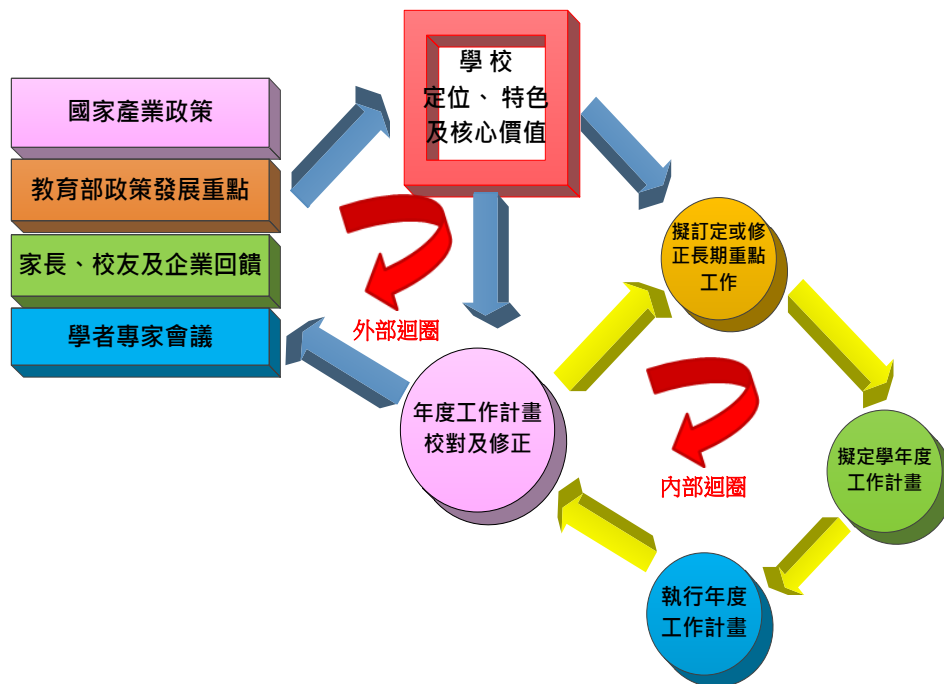 學校
定位、特色
及核心價值
國家產業政策
教育部政策發展重點
家長、校友及企業回饋
學者專家會議
外部迴圈
擬訂定或修
正長期重點
工作
年度工作計畫
校對及修正
內部迴圈
擬定學年度
工作計畫
執行年度
工作計畫